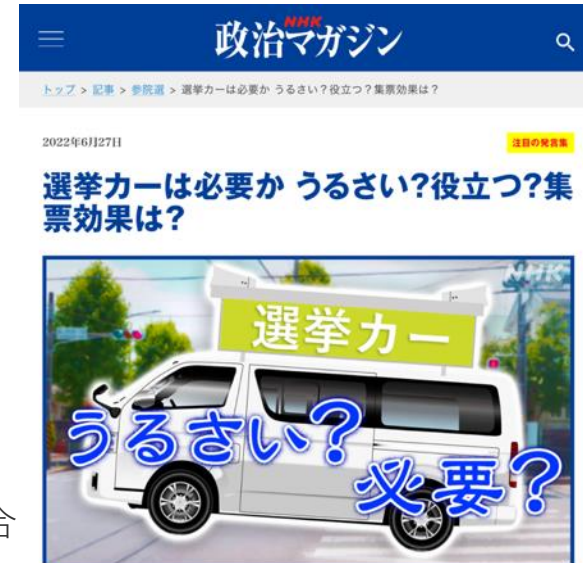 NHK
政治マガジン
トップ > 記事 > 参院選 > 選挙カーは必要か うるさい？役立つ？集票効果は？
2022年6月27日
注目の発言集
選挙カーは必要か うるさい?役立つ?集
票効果は?
NHK
選挙カー
うるさい?
必要?
合